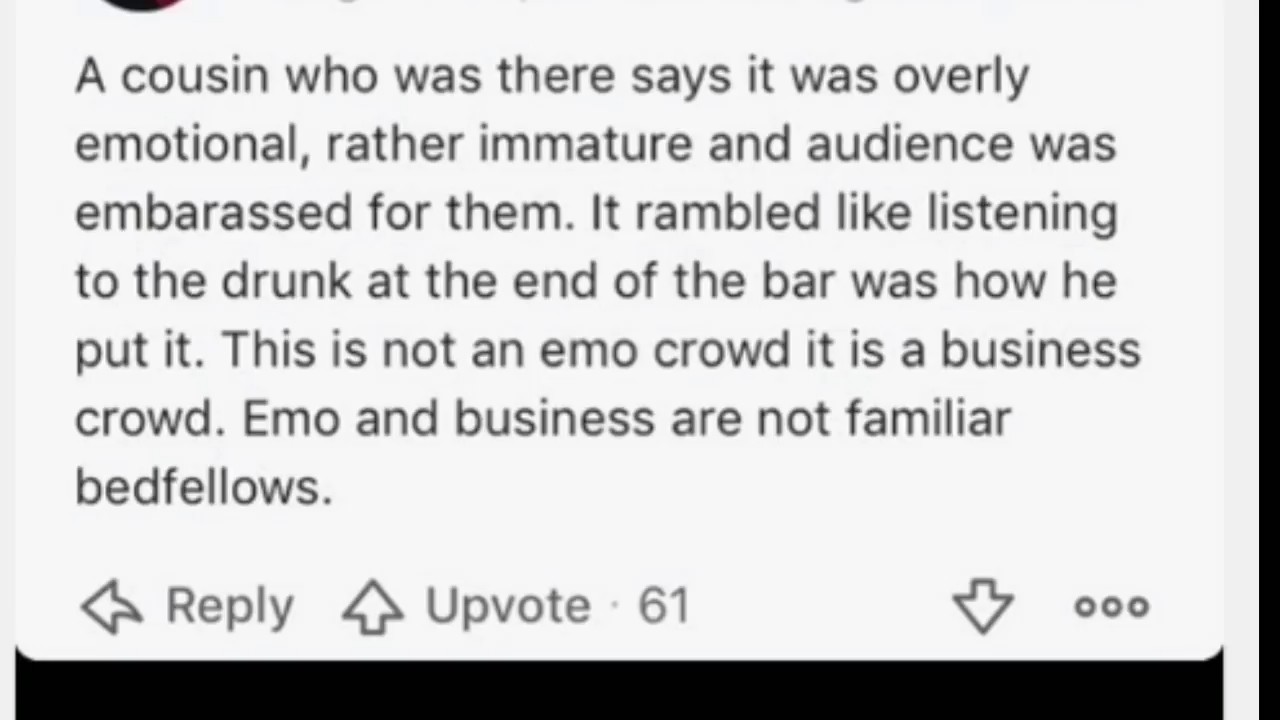 A cousin who was there says it was overly
emotional, rather immature and audience was
embarassed for them. It rambled like listening
to the drunk at the end of the bar was how he
put it. This is not an emo crowd it is a business
crowd. Emo and business are not familiar
bedfellows.
Reply Upvote · 61